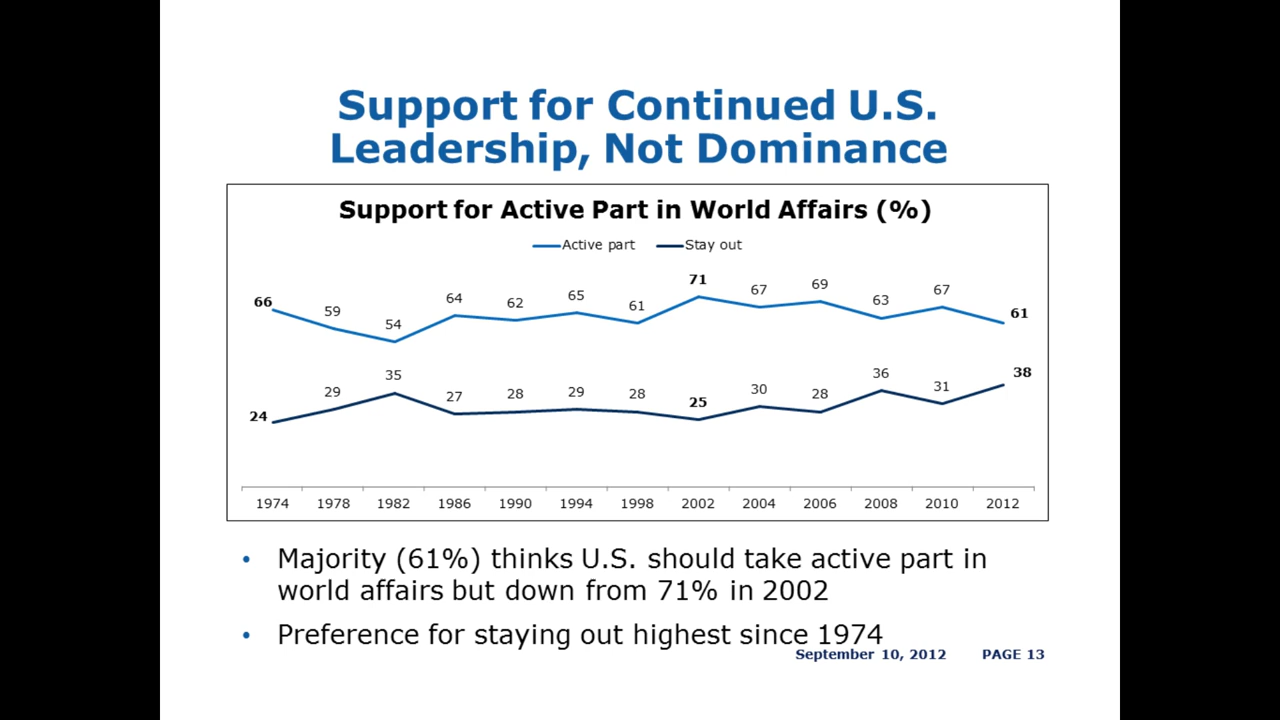 Support for Continued U.S.
Leadership, Not Dominance
Support for Active Part in World Affairs (%)
Active part Stay out
66 59 54 64 62 65 61 71 67 69 63 67 61
24 29 35 27 28 29 28 25 30 28 36 31 38
1974 1978 1982 1986 1990 1994 1998 2002 2004 2006 2008 2010 2012
• Majority (61%) thinks U.S. should take active part in
world affairs but down from 71% in 2002
• Preference for staying out highest since 1974
September 10, 2012 PAGE 13